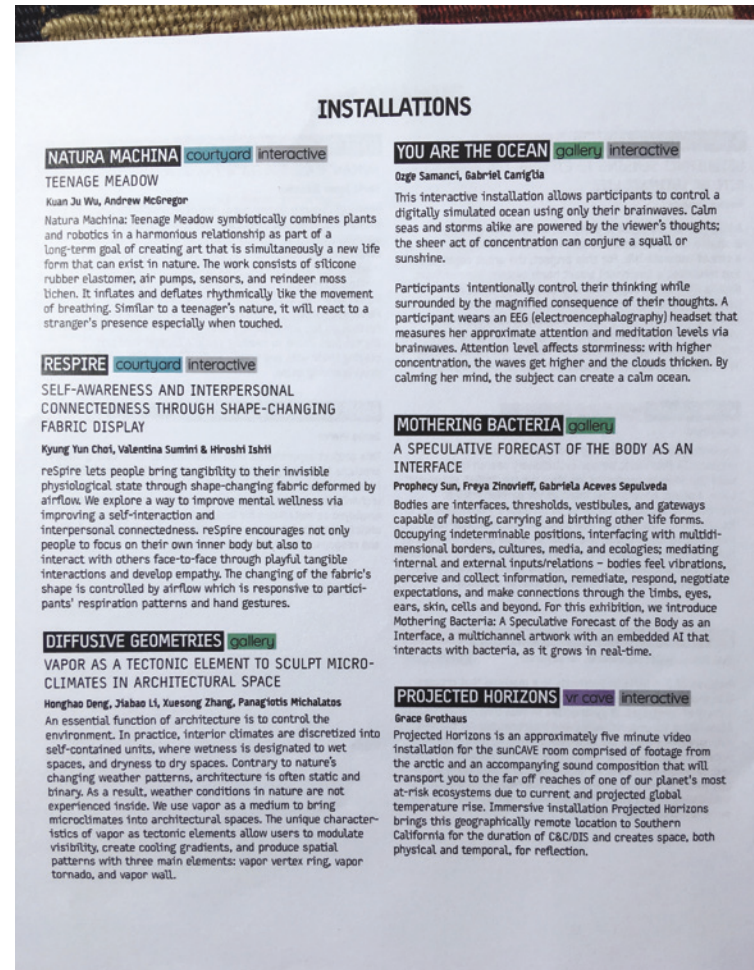 INSTALLATIONS
NATURA MACHINA courtyard interactive
TEENAGE MEADOW
Kuan Ju Wu, Andrew McGregor
Natura Machina: Teenage Meadow symbiotically combines plants
and robotics in a harmonious relationship as part of a
long-term goal of creating art that is simultaneously a new life
form that can exist in nature. The work consists of silicone
rubber elastomer, air pumps, sensors, and reindeer moss
lichen. It inflates and deflates rhythmically like the movement
of breathing. Similar to a teenager's nature, it will react to a
stranger's presence especially when touched.
RESPIRE courtyard interactive
SELF-AWARENESS AND INTERPERSONAL
CONNECTEDNESS THROUGH SHAPE-CHANGING
FABRIC DISPLAY
Kyung Yun Choi, Valentina Sumini & Hiroshi Ishii
reSpire lets people bring tangibility to their invisible
physiological state through shape-changing fabric deformed by
airflow. We explore a way to improve mental wellness via
improving a self-interaction and
interpersonal connectedness. reSpire encourages not only
people to focus on their own inner body but also to
interact with others face-to-face through playful tangible
interactions and develop empathy. The changing of the fabric's
shape is controlled by airflow which is responsive to partici-
pants' respiration patterns and hand gestures.
DIFFUSIVE GEOMETRIES gallery
VAPOR AS A TECTONIC ELEMENT TO SCULPT MICRO-
CLIMATES IN ARCHITECTURAL SPACE
Honghao Deng, Jiabao Li, Xuesong Zhang, Panagiotis Michalatos
An essential function of architecture is to control the
environment. In practice, interior climates are discretized into
self-contained units, where wetness is designated to wet
spaces, and dryness to dry spaces. Contrary to nature's
changing weather patterns, architecture is often static and
binary. As a result, weather conditions in nature are not
experienced inside. We use vapor as a medium to bring
microclimates into architectural spaces. The unique character-
istics of vapor as tectonic elements allow users to modulate
visibility, create cooling gradients, and produce spatial
patterns with three main elements: vapor vertex ring, vapor
tornado, and vapor wall.
YOU ARE THE OCEAN gallery interactive
Ozge Samanci, Gabriel Caniglia
This interactive installation allows participants to control a
digitally simulated ocean using only their brainwaves. Calm
seas and storms alike are powered by the viewer's thoughts;
the sheer act of concentration can conjure a squall or
sunshine.
Participants intentionally control their thinking while
surrounded by the magnified consequence of their thoughts. A
participant wears an EEG (electroencephalography) headset that
measures her approximate attention and meditation levels via
brainwaves. Attention level affects storminess: with higher
concentration, the waves get higher and the clouds thicken. By
calming her mind, the subject can create a calm ocean.
MOTHERING BACTERIA gallery
A SPECULATIVE FORECAST OF THE BODY AS AN
INTERFACE
Prophecy Sun, Freya Zinovieff, Gabriela Aceves Sepulveda
Bodies are interfaces, thresholds, vestibules, and gateways
capable of hosting, carrying and birthing other life forms.
Occupying indeterminable positions, interfacing with multidi-
mensional borders, cultures, media, and ecologies; mediating
internal and external inputs/relations – bodies feel vibrations,
perceive and collect information, remediate, respond, negotiate
expectations, and make connections through the limbs, eyes,
ears, skin, cells and beyond. For this exhibition, we introduce
Mothering Bacteria: A Speculative Forecast of the Body as an
Interface, a multichannel artwork with an embedded AI that
interacts with bacteria, as it grows in real-time.
PROJECTED HORIZONS vr cave interactive
Grace Grothaus
Projected Horizons is an approximately five minute video
installation for the sunCAVE room comprised of footage from
the arctic and an accompanying sound composition that will
transport you to the far off reaches of one of our planet's most
at-risk ecosystems due to current and projected global
temperature rise. Immersive installation Projected Horizons
brings this geographically remote location to Southern
California for the duration of C&C/DIS and creates space, both
physical and temporal, for reflection.